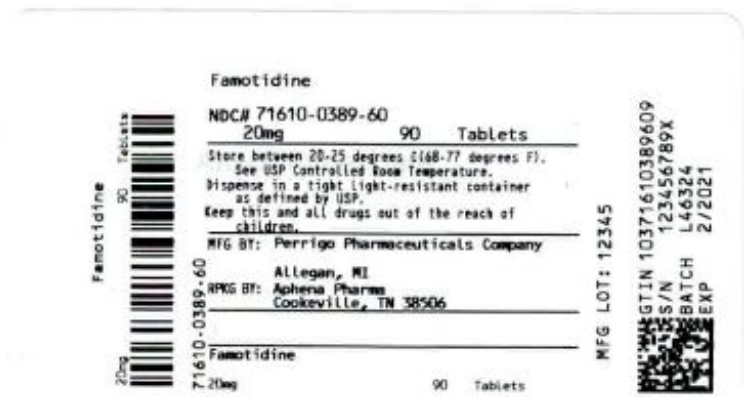 Famotidine
NDC# 71610-0389-60
20mg 90 Tablets
Store between 20-25 degrees C(68-77 degrees F).
See USP Controlled Room Temperature.
Dispense in a tight light-resistant container
as defined by USP.
Keep this and all drugs out of the reach of
children.
MFG BY: Perrigo Pharmaceuticals Company
Allegan, MI
RPKG BY: Aphena Pharma
Cookeville, TN 38506
Famotidine
20mg 90 Tablets
Famotidine
20mg 90 Tablets
71610-0389-60
MFG LOT: 12345
GTIN 10371610389609
S/N 123456789X
BATCH L46324
EXP 2/2021